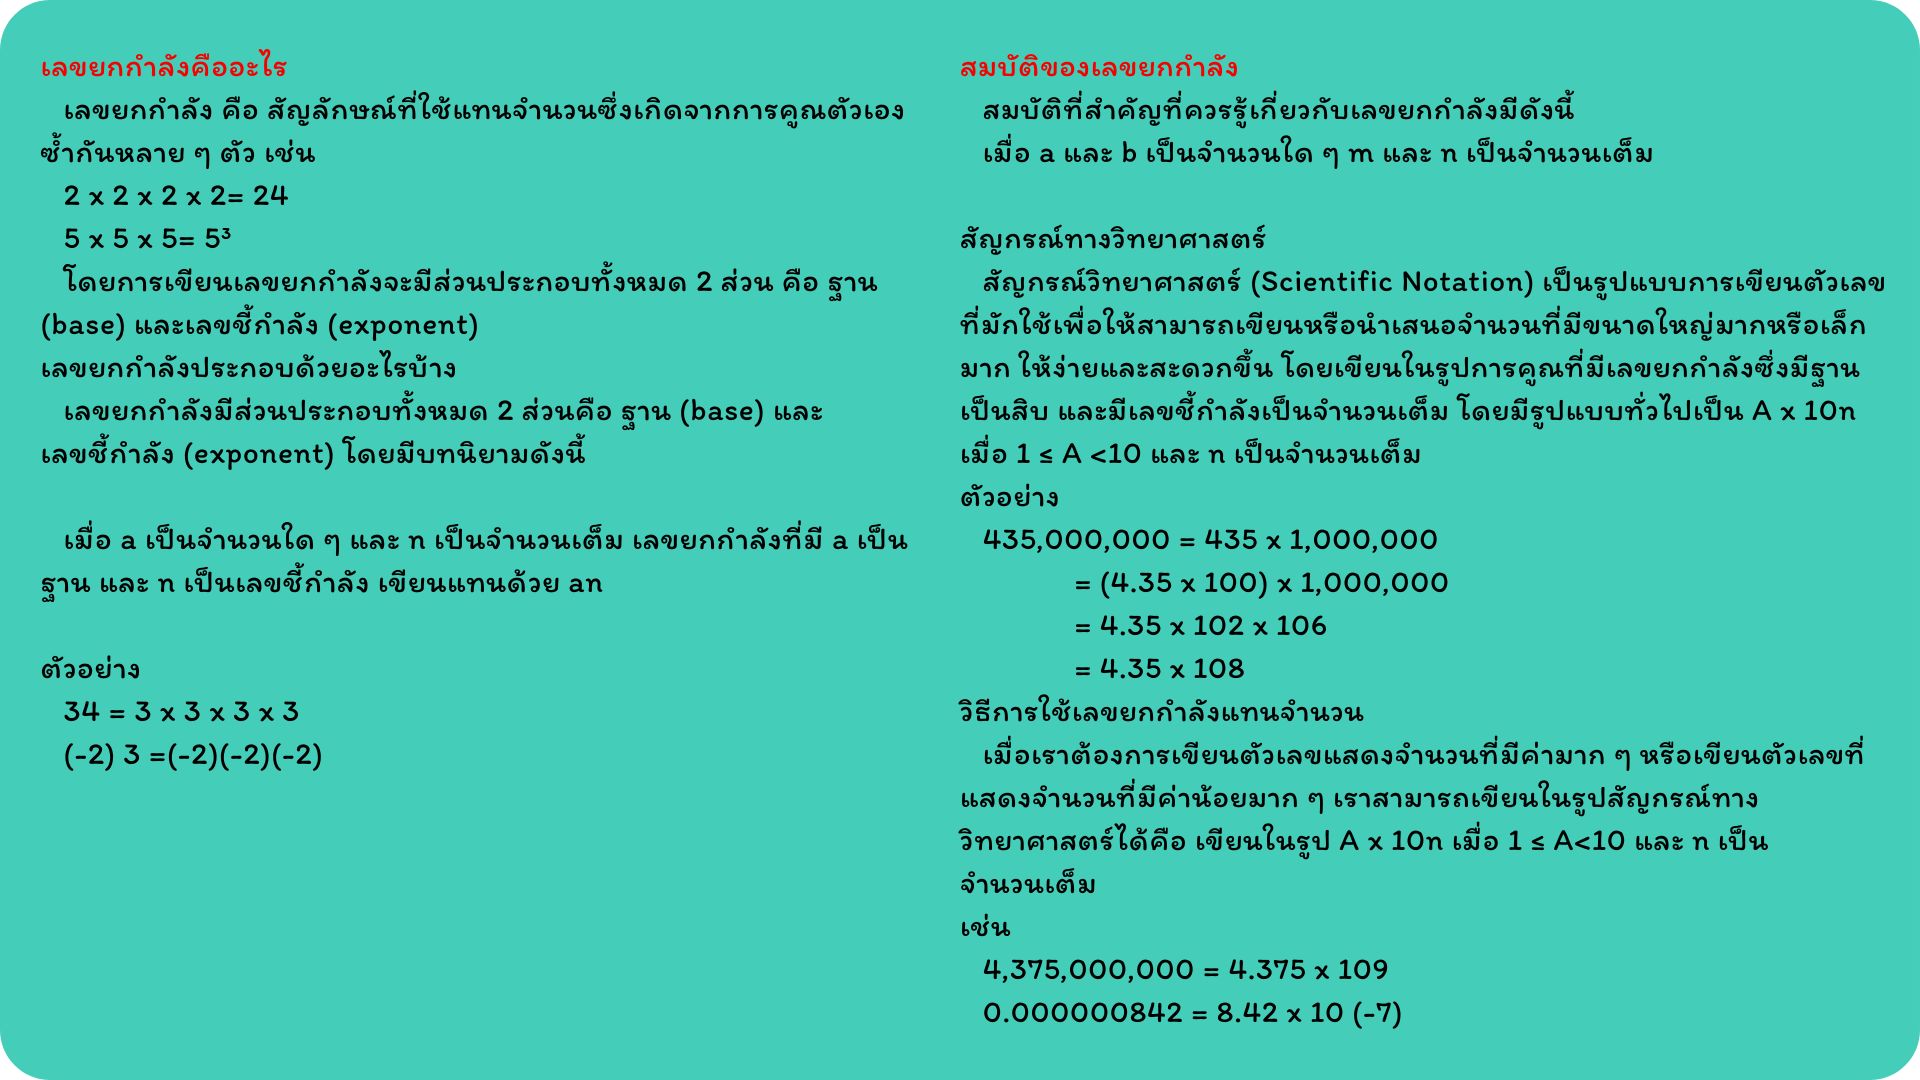 เลขยกกำลังคืออะไร
เลขยกกำลัง คือ สัญลักษณ์ที่ใช้แทนจำนวนซึ่งเกิดจากการคูณตัวเอง
ซ้ำกันหลาย ๆ ตัว เช่น
2 x 2 x 2 x 2= 24
5 x 5 x 5= 5³
โดยการเขียนเลขยกกำลังจะมีส่วนประกอบทั้งหมด 2 ส่วน คือ ฐาน
(base) และเลขชี้กำลัง (exponent)
เลขยกกำลังประกอบด้วยอะไรบ้าง
เลขยกกำลังมีส่วนประกอบทั้งหมด 2 ส่วนคือ ฐาน (base) และ
เลขชี้กำลัง (exponent) โดยมีบทนิยามดังนี้
เมื่อ a เป็นจำนวนใด ๆ และ n เป็นจำนวนเต็ม เลขยกกำลังที่มี a เป็น
ฐาน และ n เป็นเลขชี้กำลัง เขียนแทนด้วย an
ตัวอย่าง
34 = 3 x 3 x 3 x 3
(-2) 3 =(-2)(-2)(-2)
สมบัติของเลขยกกำลัง
สมบัติที่สำคัญที่ควรรู้เกี่ยวกับเลขยกกำลังมีดังนี้
เมื่อ a และ b เป็นจำนวนใด ๆ m และ n เป็นจำนวนเต็ม
สัญกรณ์ทางวิทยาศาสตร์
สัญกรณ์วิทยาศาสตร์ (Scientific Notation) เป็นรูปแบบการเขียนตัวเลข
ที่มักใช้เพื่อให้สามารถเขียนหรือนำเสนอจำนวนที่มีขนาดใหญ่มากหรือเล็ก
มาก ให้ง่ายและสะดวกขึ้น โดยเขียนในรูปการคูณที่มีเลขยกกำลังซึ่งมีฐาน
เป็นสิบ และมีเลขชี้กำลังเป็นจำนวนเต็ม โดยมีรูปแบบทั่วไปเป็น A x 10n
เมื่อ 1 ≤ A <10 และ n เป็นจำนวนเต็ม
ตัวอย่าง
435,000,000 = 435 x 1,000,000
= (4.35 x 100) x 1,000,000
= 4.35 x 102 x 106
= 4.35 x 108
วิธีการใช้เลขยกกำลังแทนจำนวน
เมื่อเราต้องการเขียนตัวเลขแสดงจำนวนที่มีค่ามาก ๆ หรือเขียนตัวเลขที่
แสดงจำนวนที่มีค่าน้อยมาก ๆ เราสามารถเขียนในรูปสัญกรณ์ทาง
วิทยาศาสตร์ได้คือ เขียนในรูป A x 10n เมื่อ 1 ≤ A<10 และ n เป็น
จำนวนเต็ม
เช่น
4,375,000,000 = 4.375 x 109
0.000000842 = 8.42 x 10 (-7)